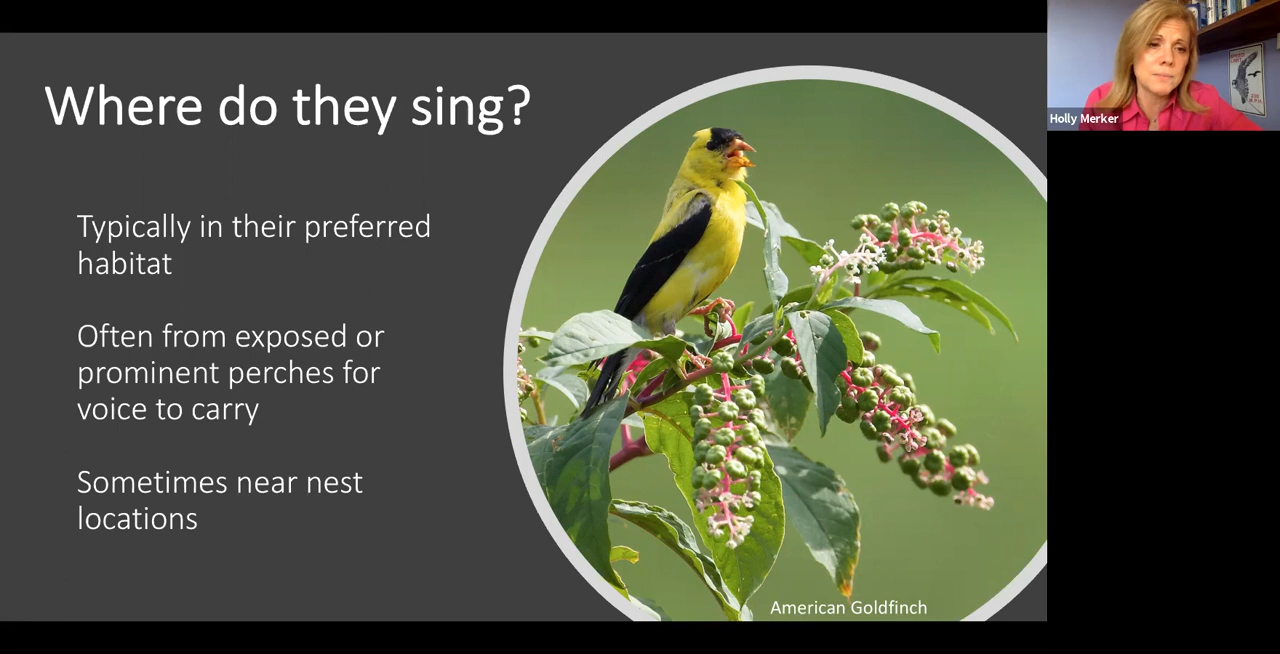 Where do they sing?
Typically in their preferred
habitat
Often from exposed or
prominent perches for
voice to carry
Sometimes near nest
locations
American Goldfinch
Holly Merker